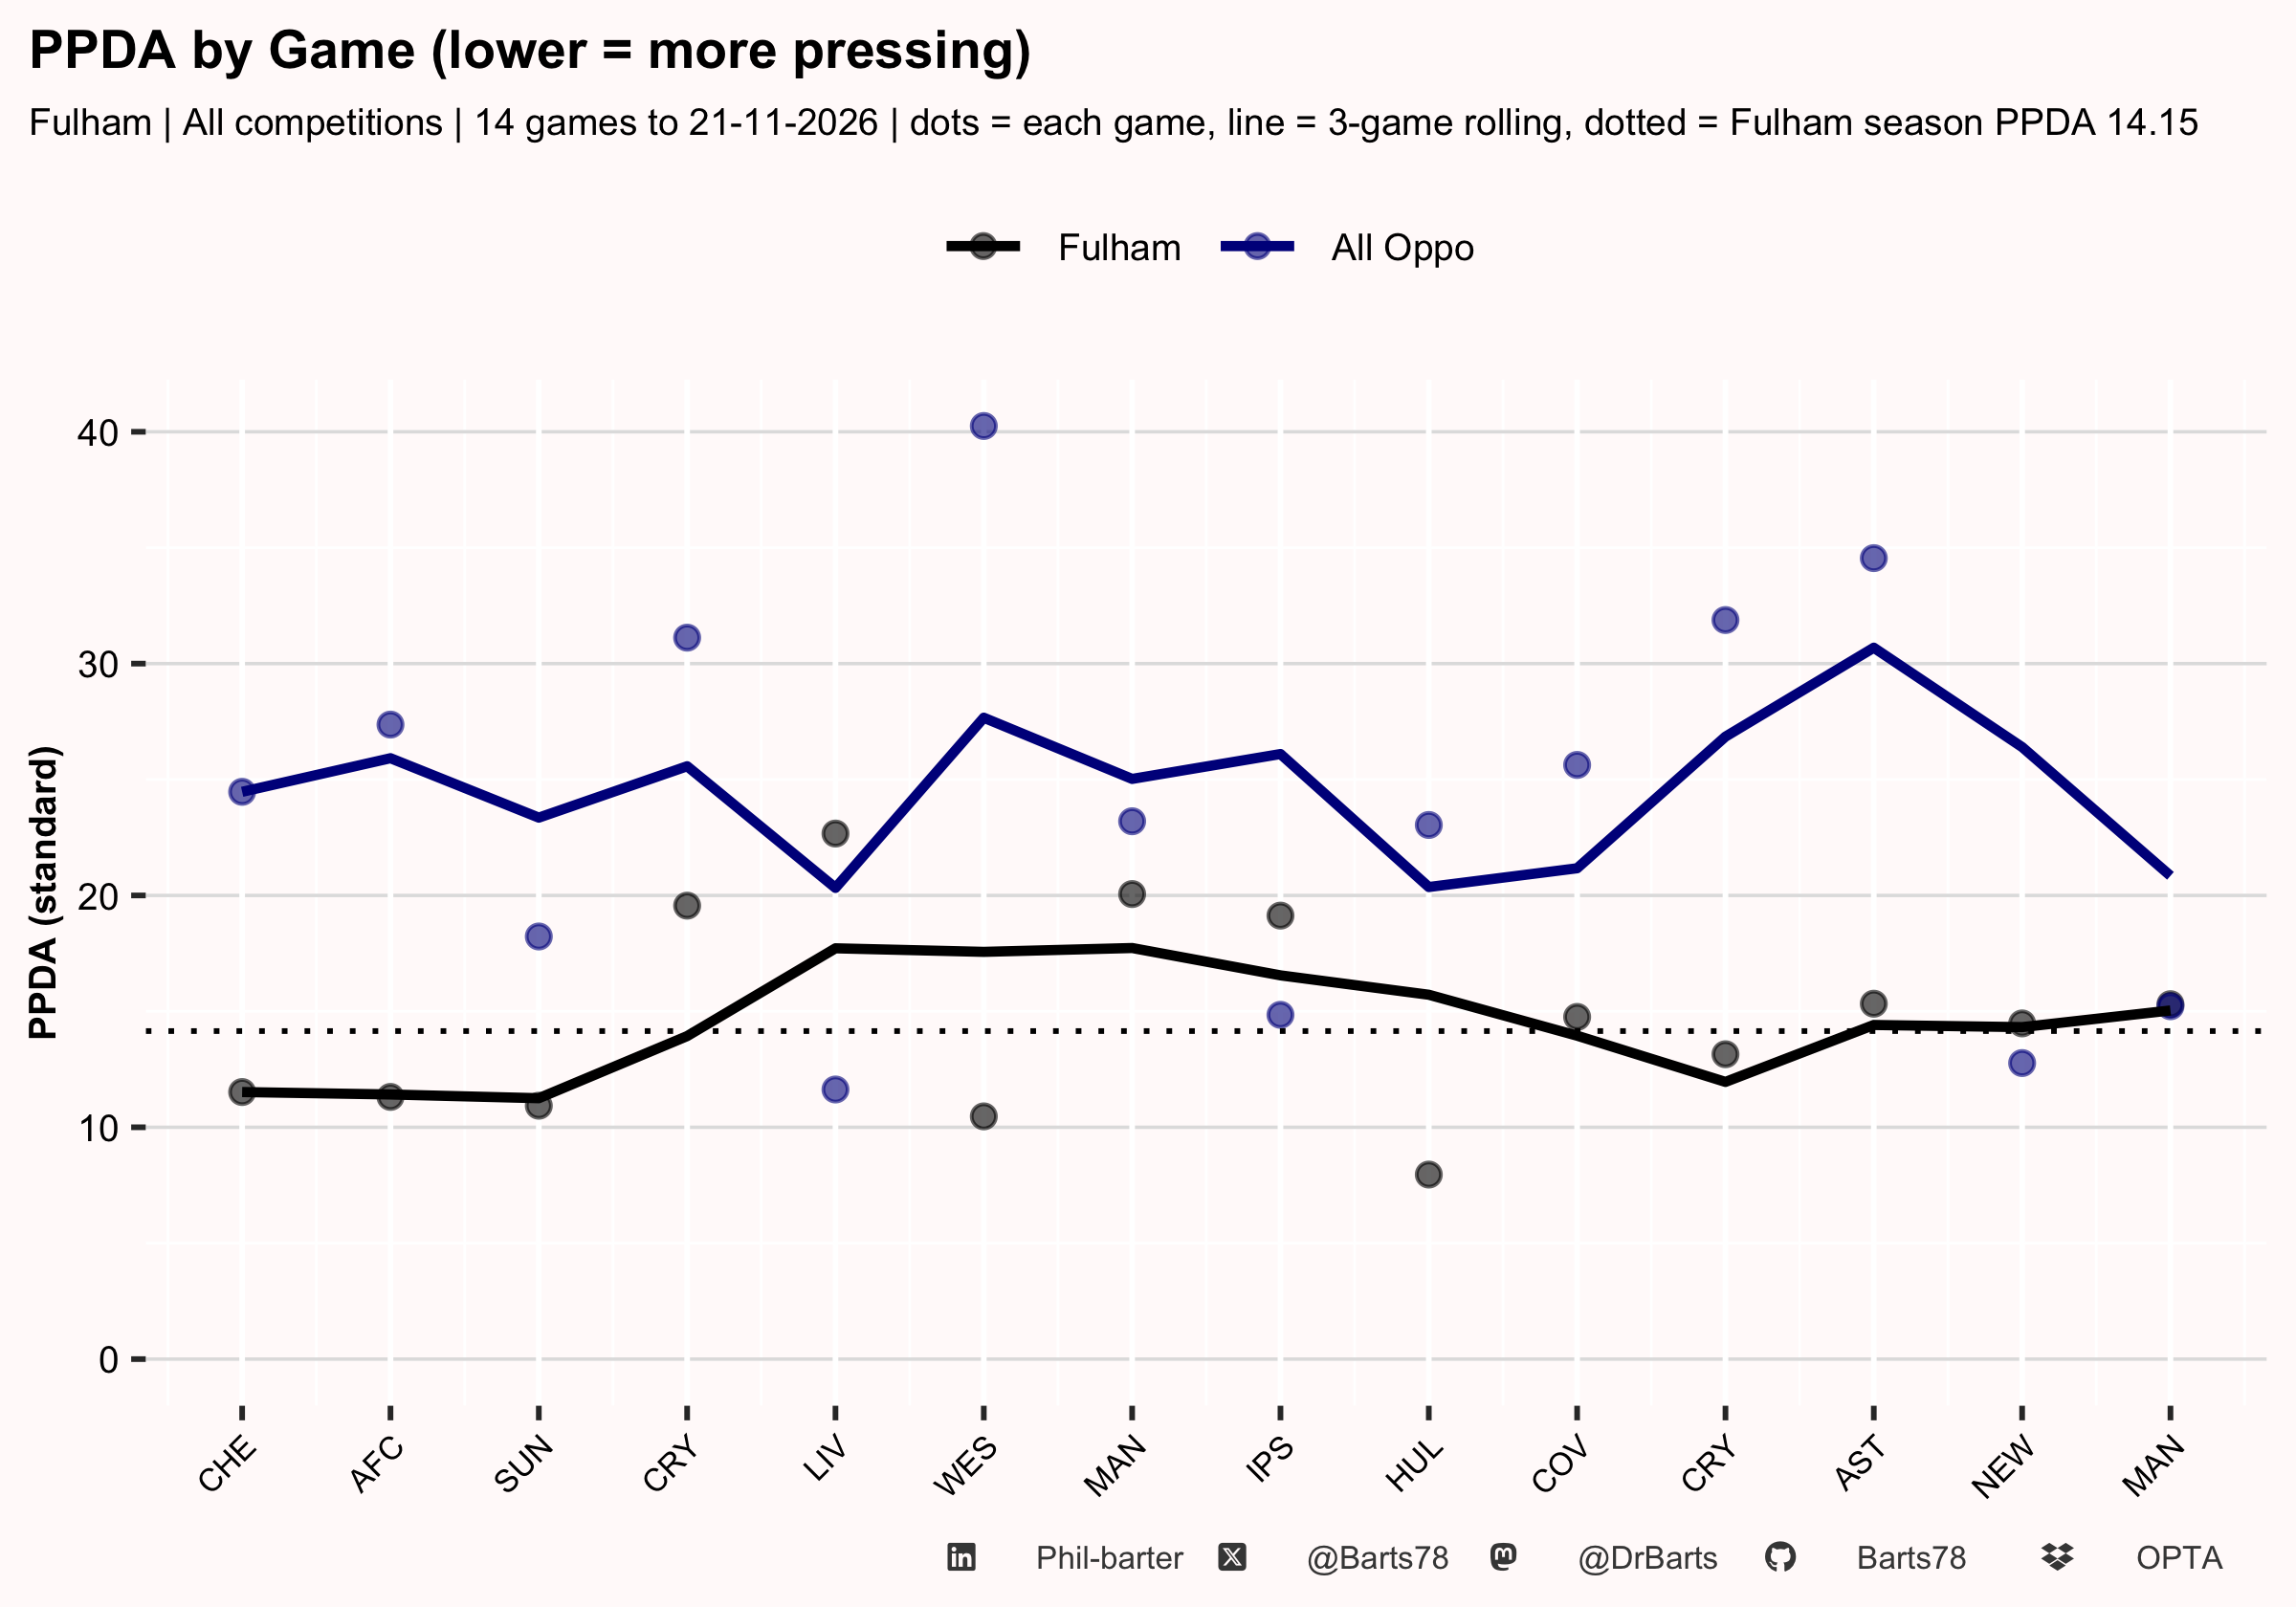 PPDA by Game (lower = more pressing)
Fulham | All competitions | 14 games to 21-11-2026 | dots = each game, line = 3-game rolling, dotted = Fulham season PPDA 14.15
Fulham All Oppo
PPDA (standard)
40
30
20
10
0
CHE AFC SUN CRY LIV WES MAN IPS HUL COV CRY AST NEW MAN
Phil-barter @Barts78 @DrBarts Barts78 OPTA